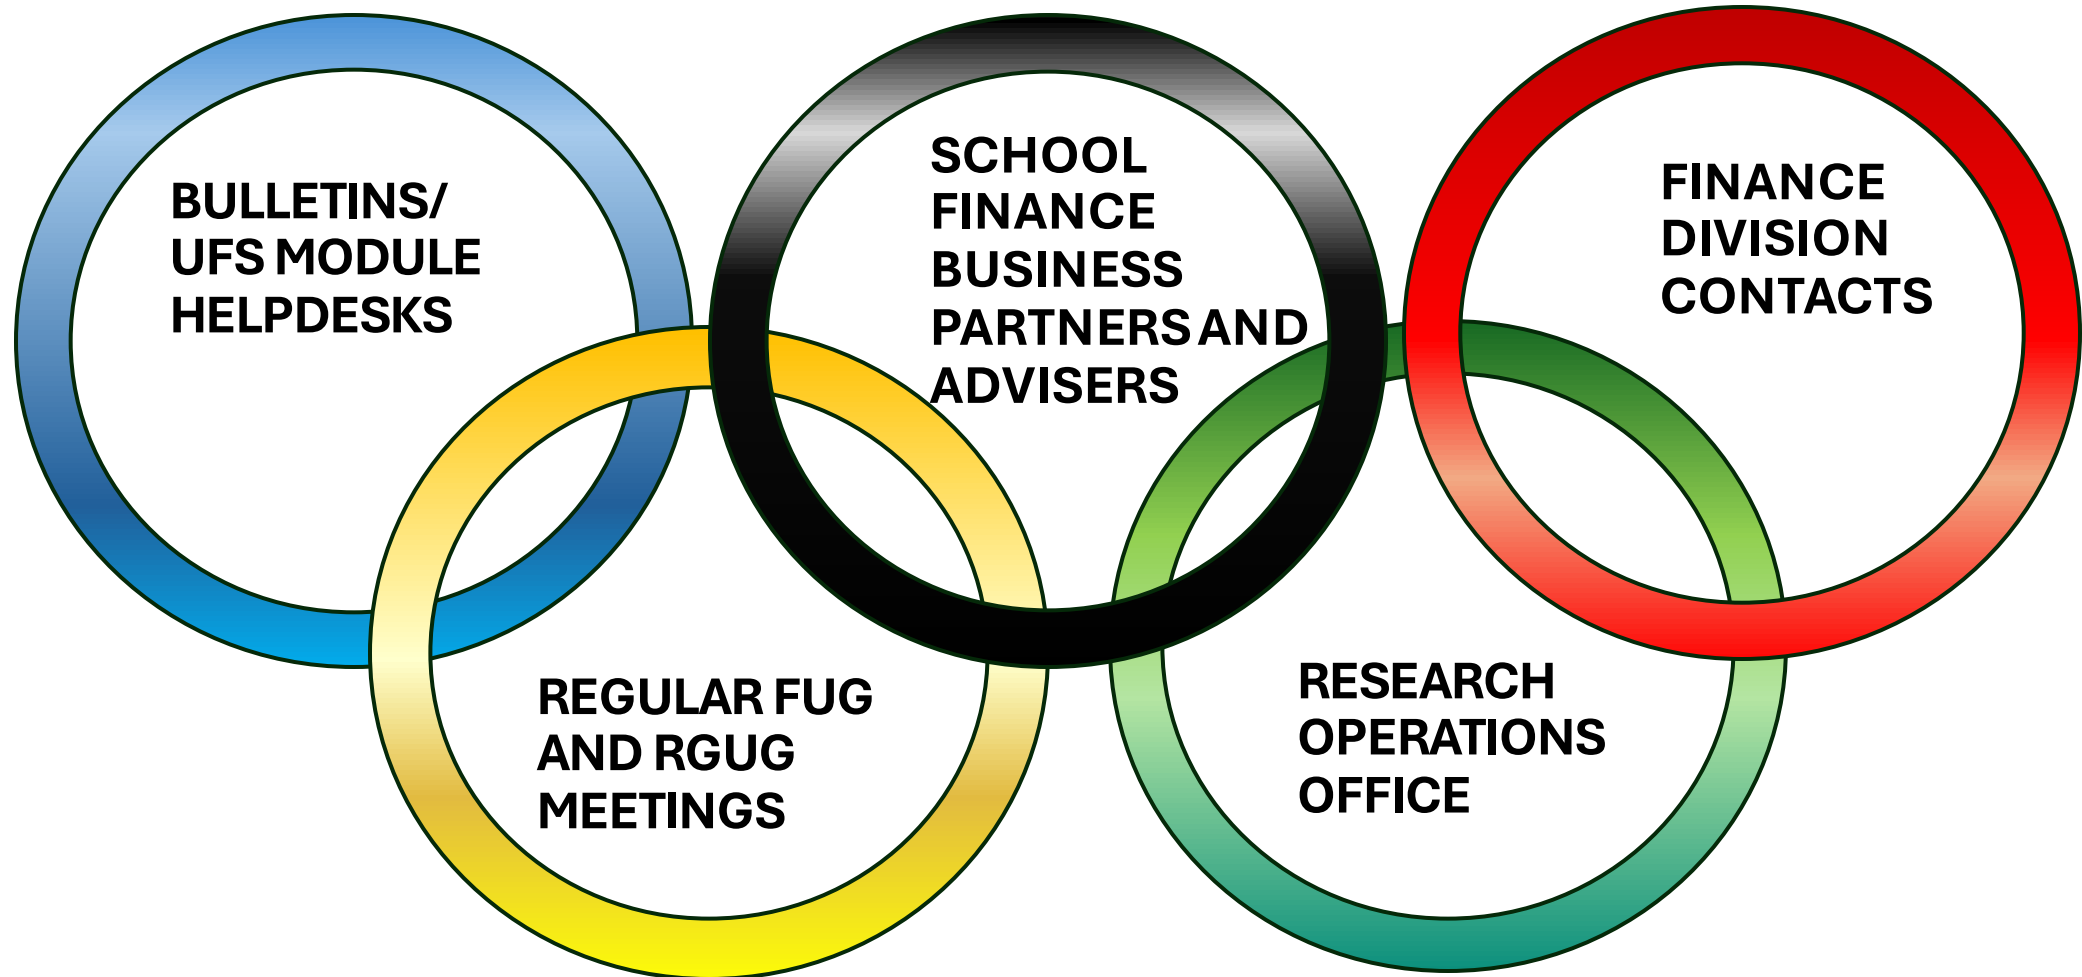 BULLETINS/
UFS MODULE
HELPDESKS
SCHOOL
FINANCE
BUSINESS
PARTNERS AND
ADVISERS
FINANCE
DIVISION
CONTACTS
REGULAR FUG
AND RGUG
MEETINGS
RESEARCH
OPERATIONS
OFFICE